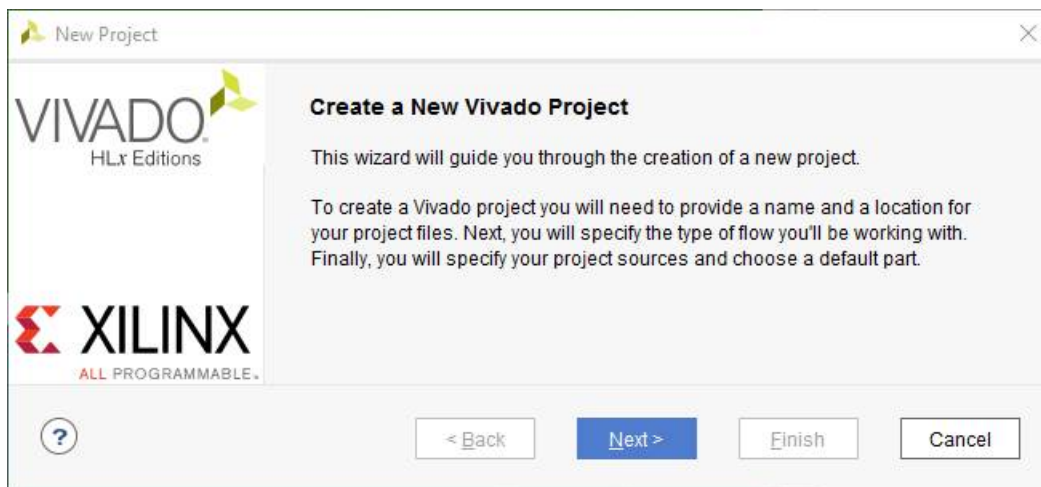 New Project
VIVADO
HLx Editions
Create a New Vivado Project
This wizard will guide you through the creation of a new project.
To create a Vivado project you will need to provide a name and a location for
your project files. Next, you will specify the type of flow you'll be working with.
Finally, you will specify your project sources and choose a default part.
XILINX
ALL PROGRAMMABLE™
?
< Back
Next >
Finish
Cancel